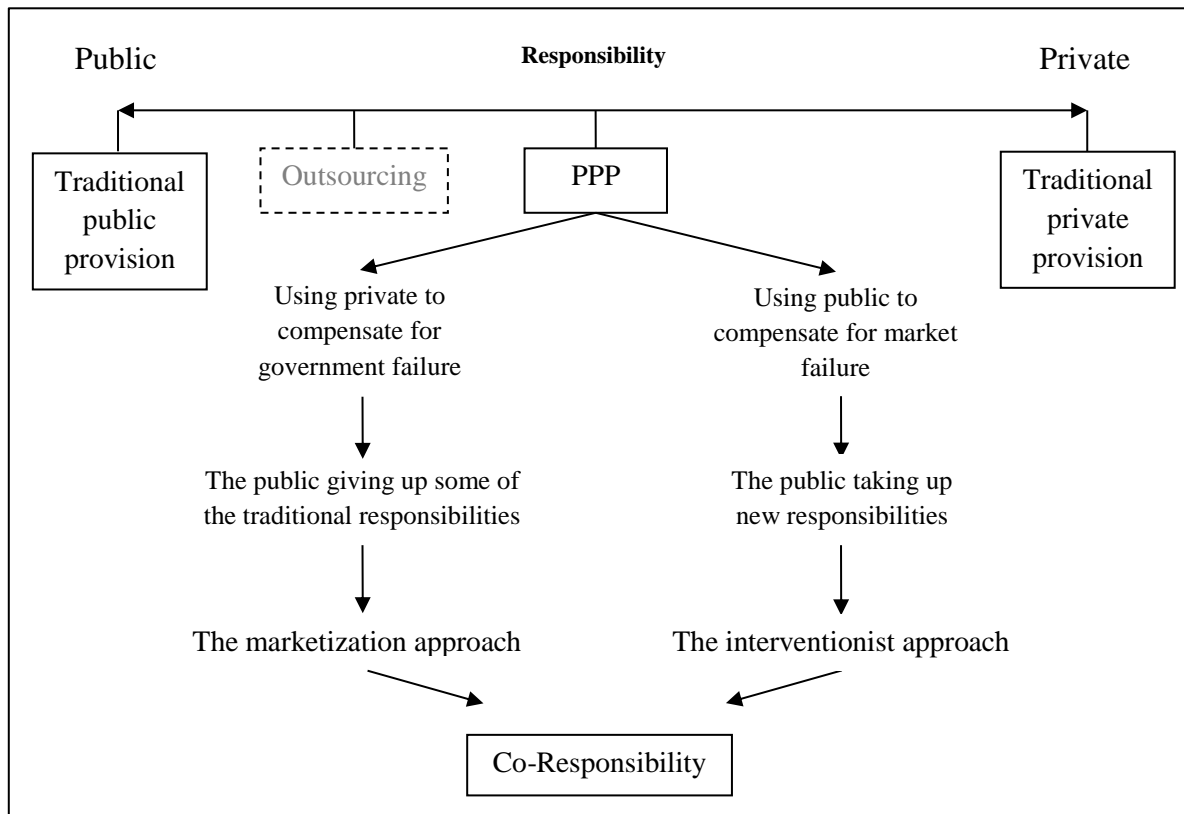 Public
Responsibility
Private
Traditional
public
provision
Outsourcing
PPP
Traditional
private
provision
Using private to
compensate for
government failure
Using public to
compensate for market
failure
The public giving up some of
the traditional responsibilities
The public taking up
new responsibilities
The marketization approach
The interventionist approach
Co-Responsibility